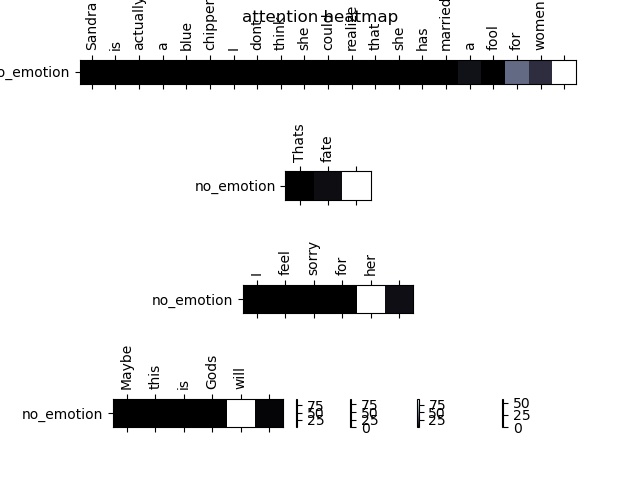 attention heatmap
Sandra is actually a blue chipper I dont think she could realize that she has married a fool for women
no_emotion
Thats fate
no_emotion
I feel sorry for her
no_emotion
Maybe this is Gods will
no_emotion
75 50 25
75 50 25 0
75 50 25
50 25 0